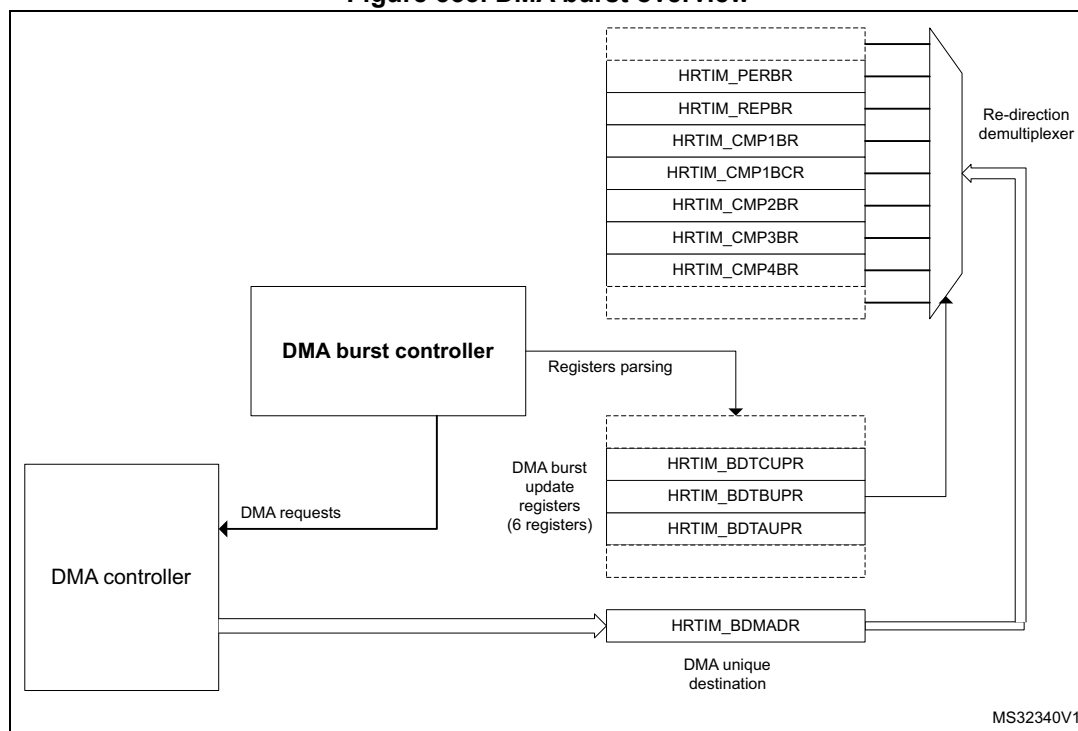 HRTIM_PERBR
HRTIM_REPBR
HRTIM_CMP1BR
HRTIM_CMP1BCR
HRTIM_CMP2BR
HRTIM_CMP3BR
HRTIM_CMP4BR
Re-direction
demultiplexer
DMA burst controller
Registers parsing
DMA burst
update
registers
(6 registers)
HRTIM_BDTCUPR
HRTIM_BDTBUPR
HRTIM_BDTAUPR
DMA requests
DMA controller
HRTIM_BDMADR
DMA unique
destination
MS32340V1